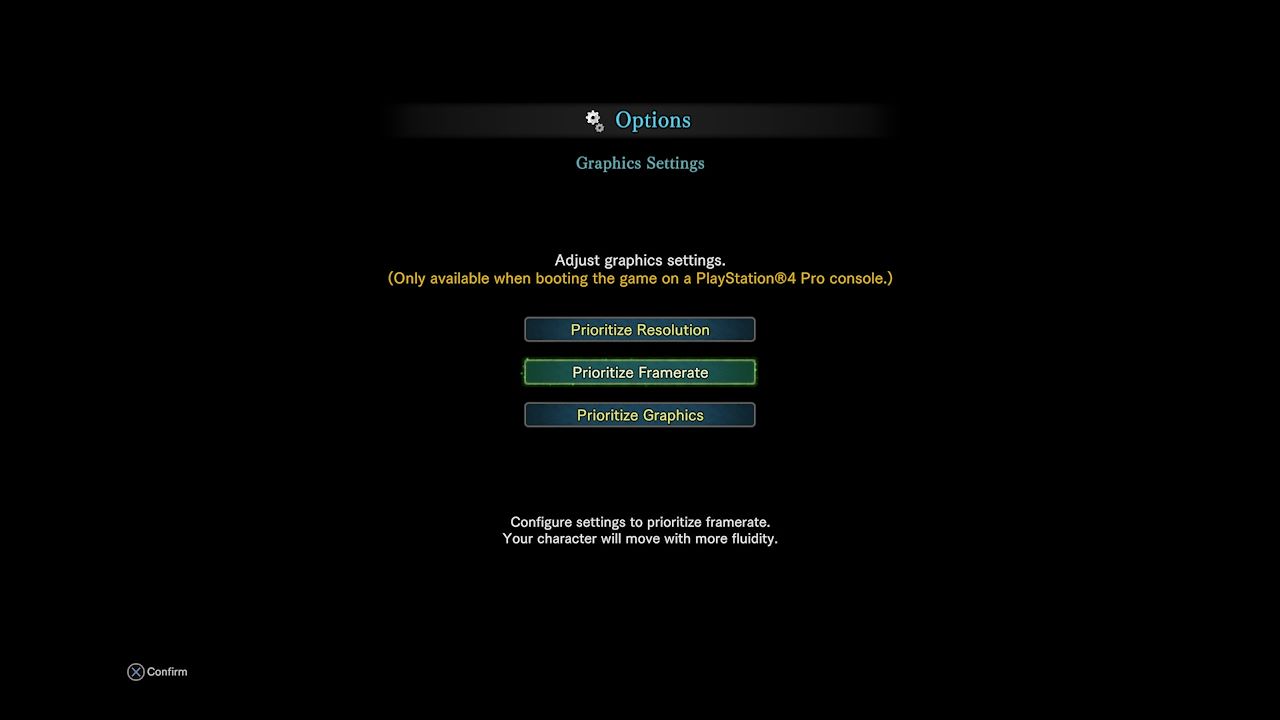 Options
Graphics Settings
Adjust graphics settings.
(Only available when booting the game on a PlayStation®4 Pro console.)
Prioritize Resolution
Prioritize Framerate
Prioritize Graphics
Configure settings to prioritize framerate.
Your character will move with more fluidity.
Confirm